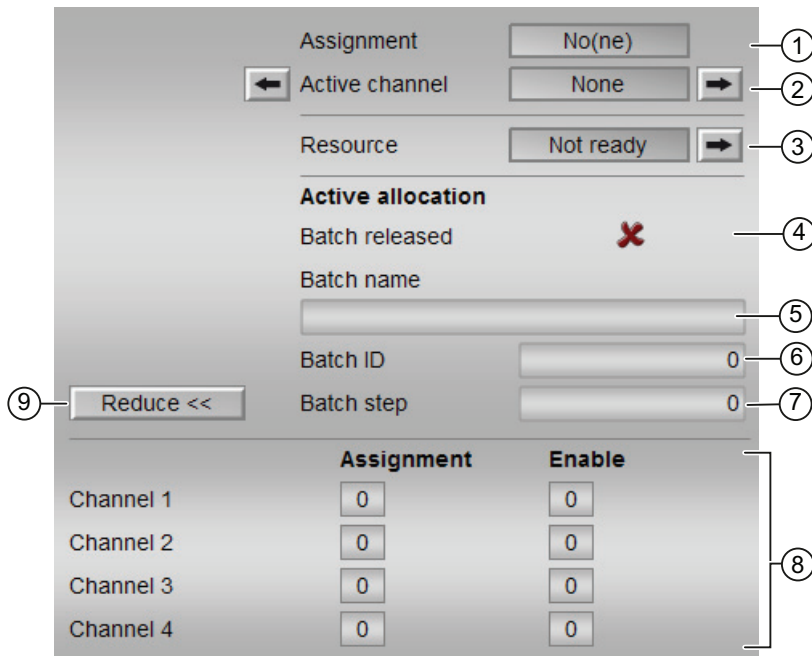 Assignment No(ne) 1
Active channel None 2
Resource Not ready 3
Active allocation
Batch released 4
Batch name
5
Batch ID 0 6
9 Reduce << Batch step 0 7
Assignment Enable
Channel 1 0 0
Channel 2 0 0
Channel 3 0 0 8
Channel 4 0 0